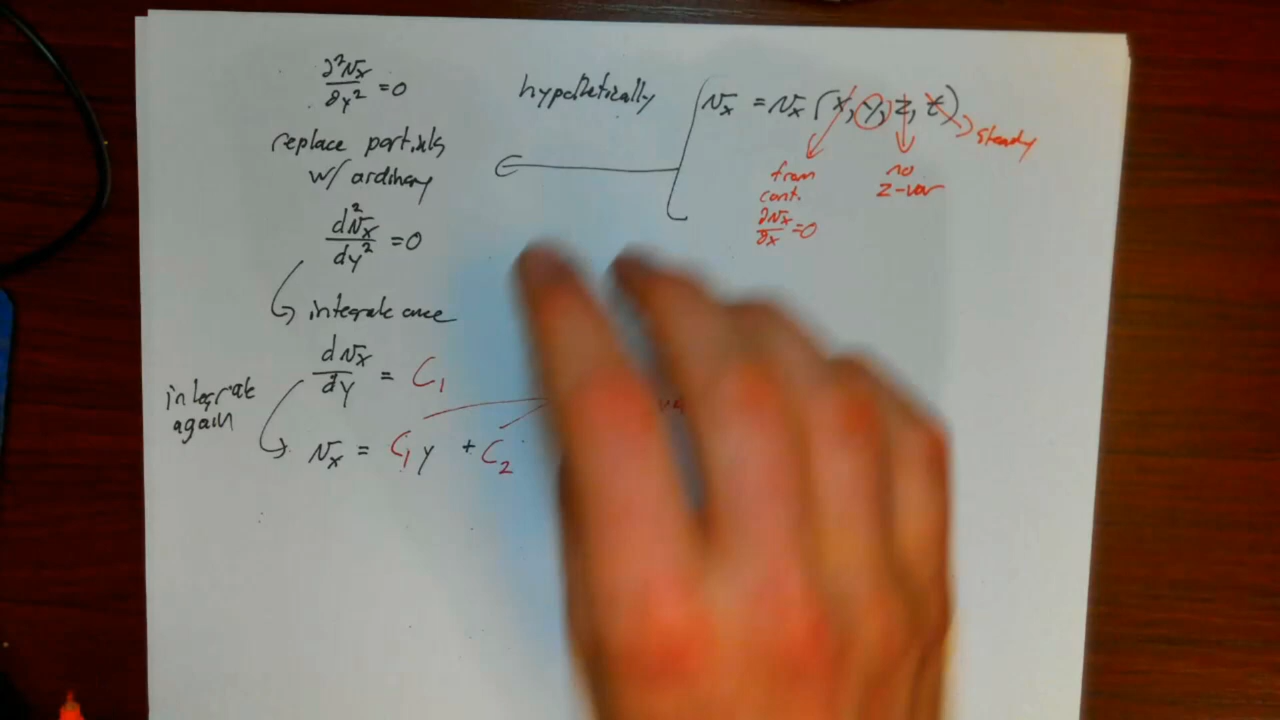 ∂²Vx/∂y² = 0
hypothetically
Vx = Vx (x, y, z, t)
steady
replace partials
w/ ordinary
from
cont.
∂Vx/∂x = 0
no
z-var
d²Vx/dy² = 0
integrate once
dVx/dy = C₁
integrate
again
Vx = C₁y + C₂